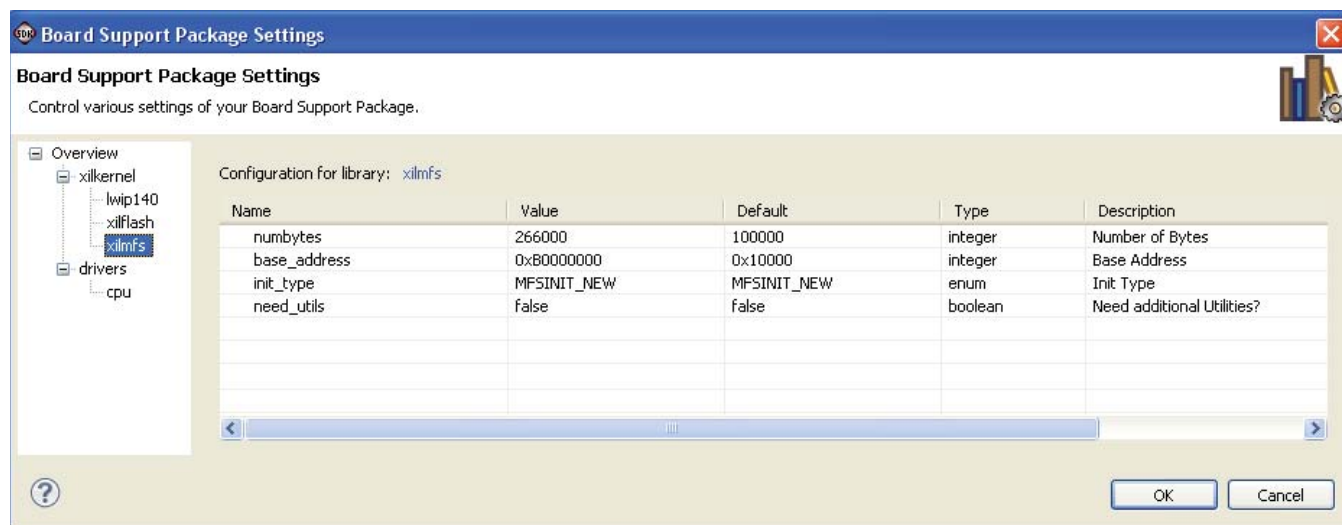 SDK Board Support Package Settings
Board Support Package Settings
Control various settings of your Board Support Package.
Overview
xilkernel
lwip140
xilflash
xilmfs
drivers
cpu
Configuration for library: xilmfs
Name Value Default Type Description
numbytes 266000 100000 integer Number of Bytes
base_address 0xB0000000 0x10000 integer Base Address
init_type MFSINIT_NEW MFSINIT_NEW enum Init Type
need_utils false false boolean Need additional Utilities?
?
OK Cancel